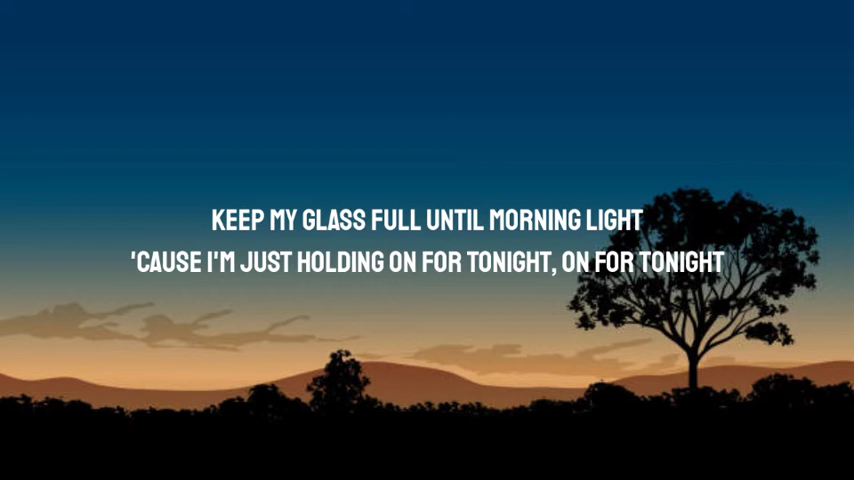 KEEP MY GLASS FULL UNTIL MORNING LIGHT
'CAUSE I'M JUST HOLDING ON FOR TONIGHT, ON FOR TONIGHT